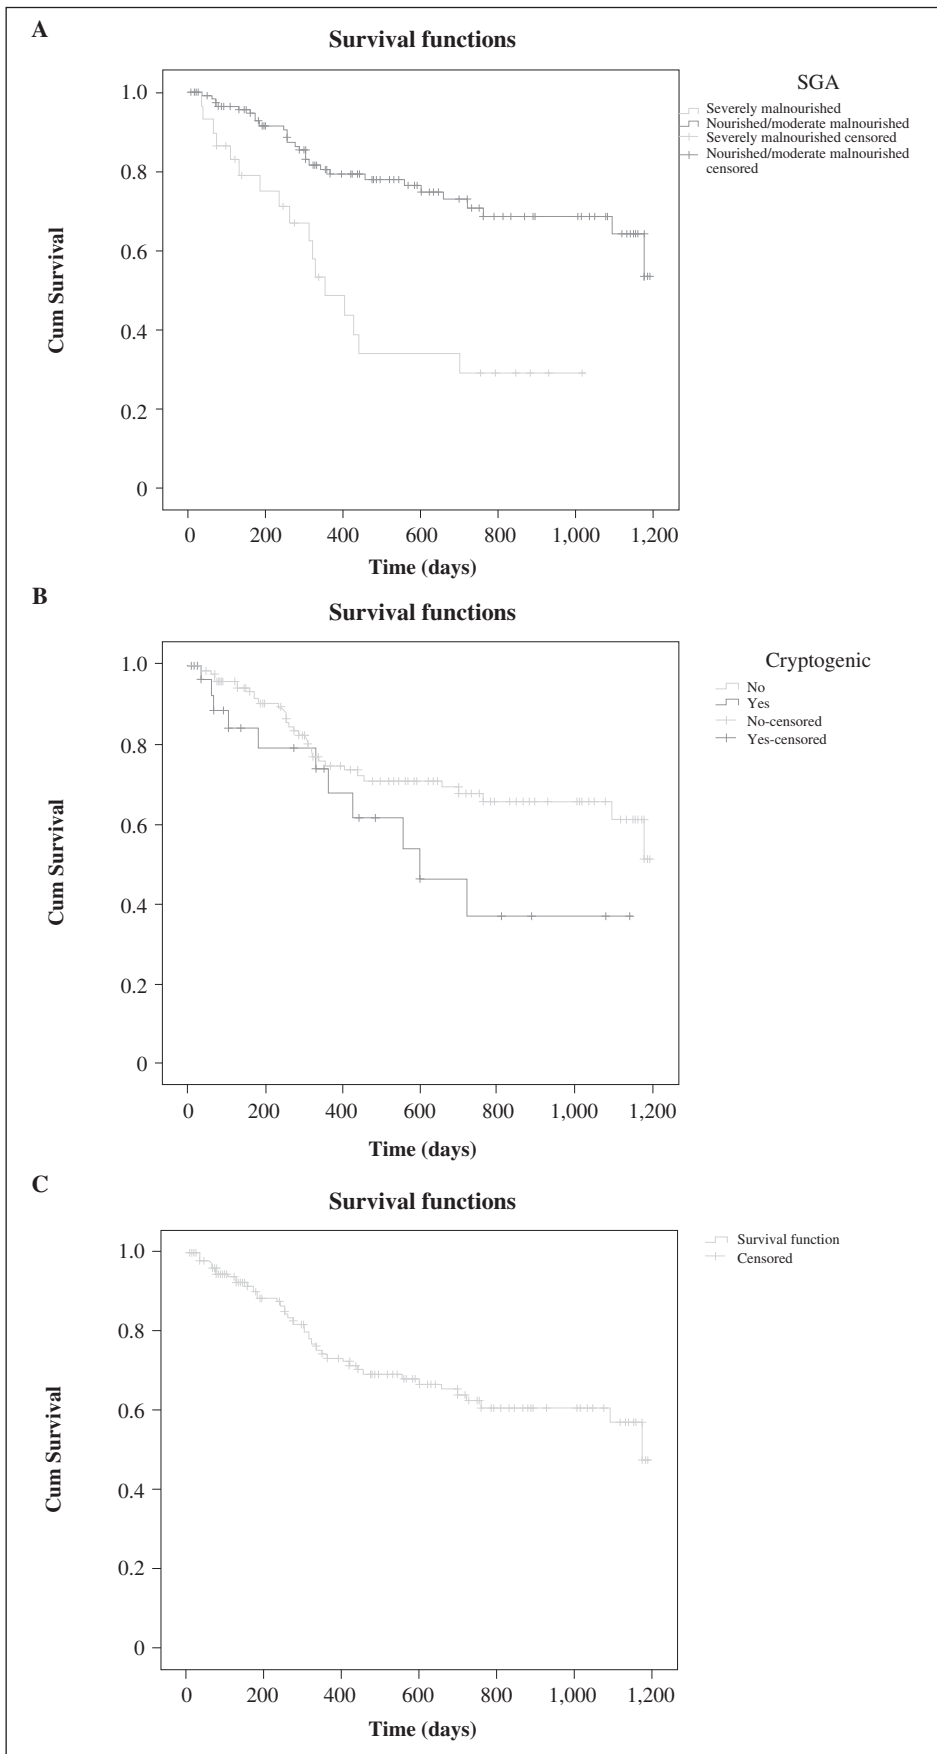 A
Survival functions
SGA
Severely malnourished
Nourished/moderate malnourished
Severely malnourished censored
Nourished/moderate malnourished
censored
1.0
0.8
0.6
0.4
0.2
0
Cum Survival
0 200 400 600 800 1,000 1,200
Time (days)
B
Survival functions
Cryptogenic
No
Yes
No-censored
Yes-censored
1.0
0.8
0.6
0.4
0.2
0
Cum Survival
0 200 400 600 800 1,000 1,200
Time (days)
C
Survival functions
Survival function
Censored
1.0
0.8
0.6
0.4
0.2
0
Cum Survival
0 200 400 600 800 1,000 1,200
Time (days)